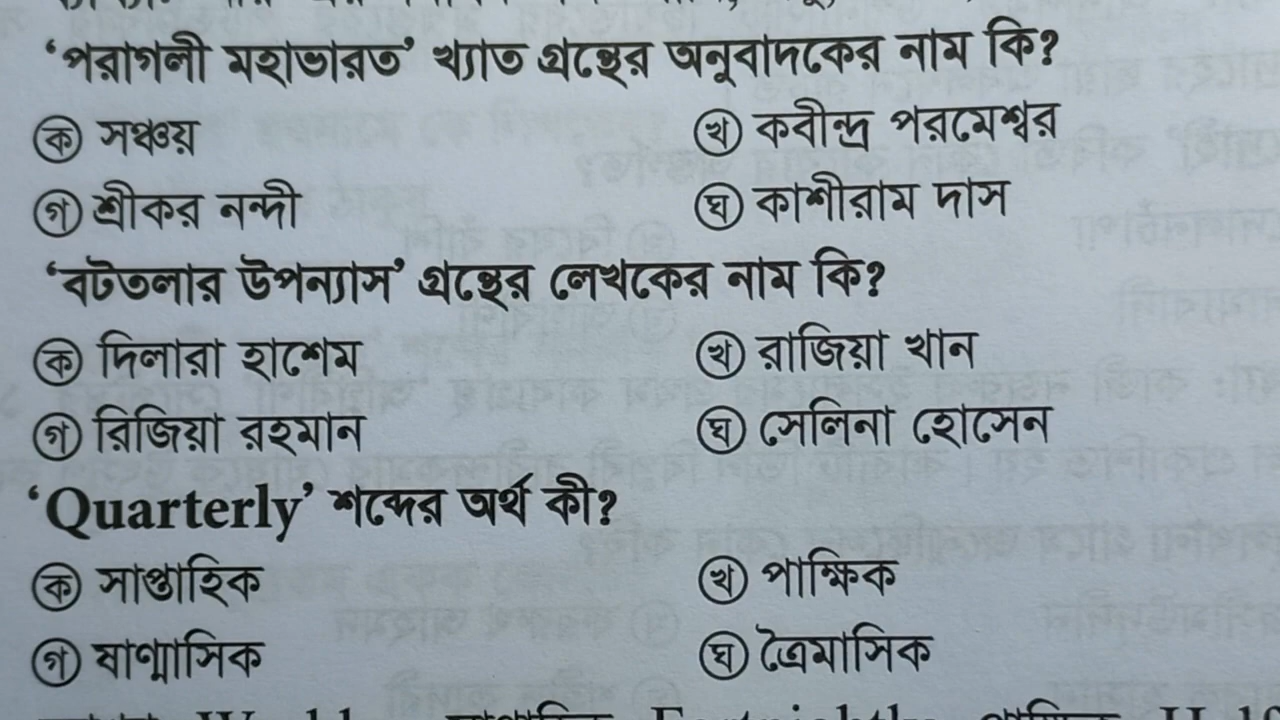 ‘পরাগলী মহাভারত’ খ্যাত গ্রন্থের অনুবাদকের নাম কি?
ক সঞ্চয় খ কবীন্দ্র পরমেশ্বর
গ শ্রীকর নন্দী ঘ কাশীরাম দাস
‘বটতলার উপন্যাস’ গ্রন্থের লেখকের নাম কি?
ক দিলারা হাশেম খ রাজিয়া খান
গ রিজিয়া রহমান ঘ সেলিনা হোসেন
‘Quarterly’ শব্দের অর্থ কী?
ক সাপ্তাহিক খ পাক্ষিক
গ ষাণ্মাসিক ঘ ত্রৈমাসিক